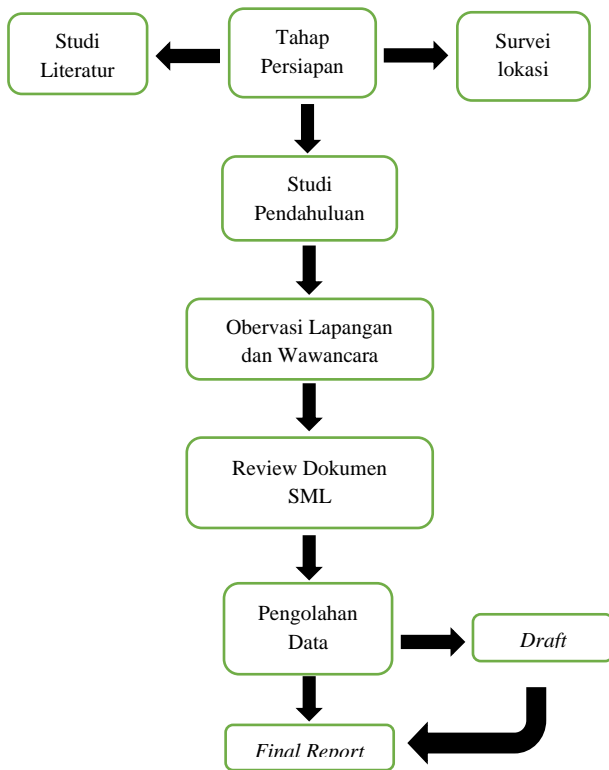 Studi
Literatur
Tahap
Persiapan
Survei
lokasi
Studi
Pendahuluan
Obervasi Lapangan
dan Wawancara
Review Dokumen
SML
Pengolahan
Data
Draft
Final Report